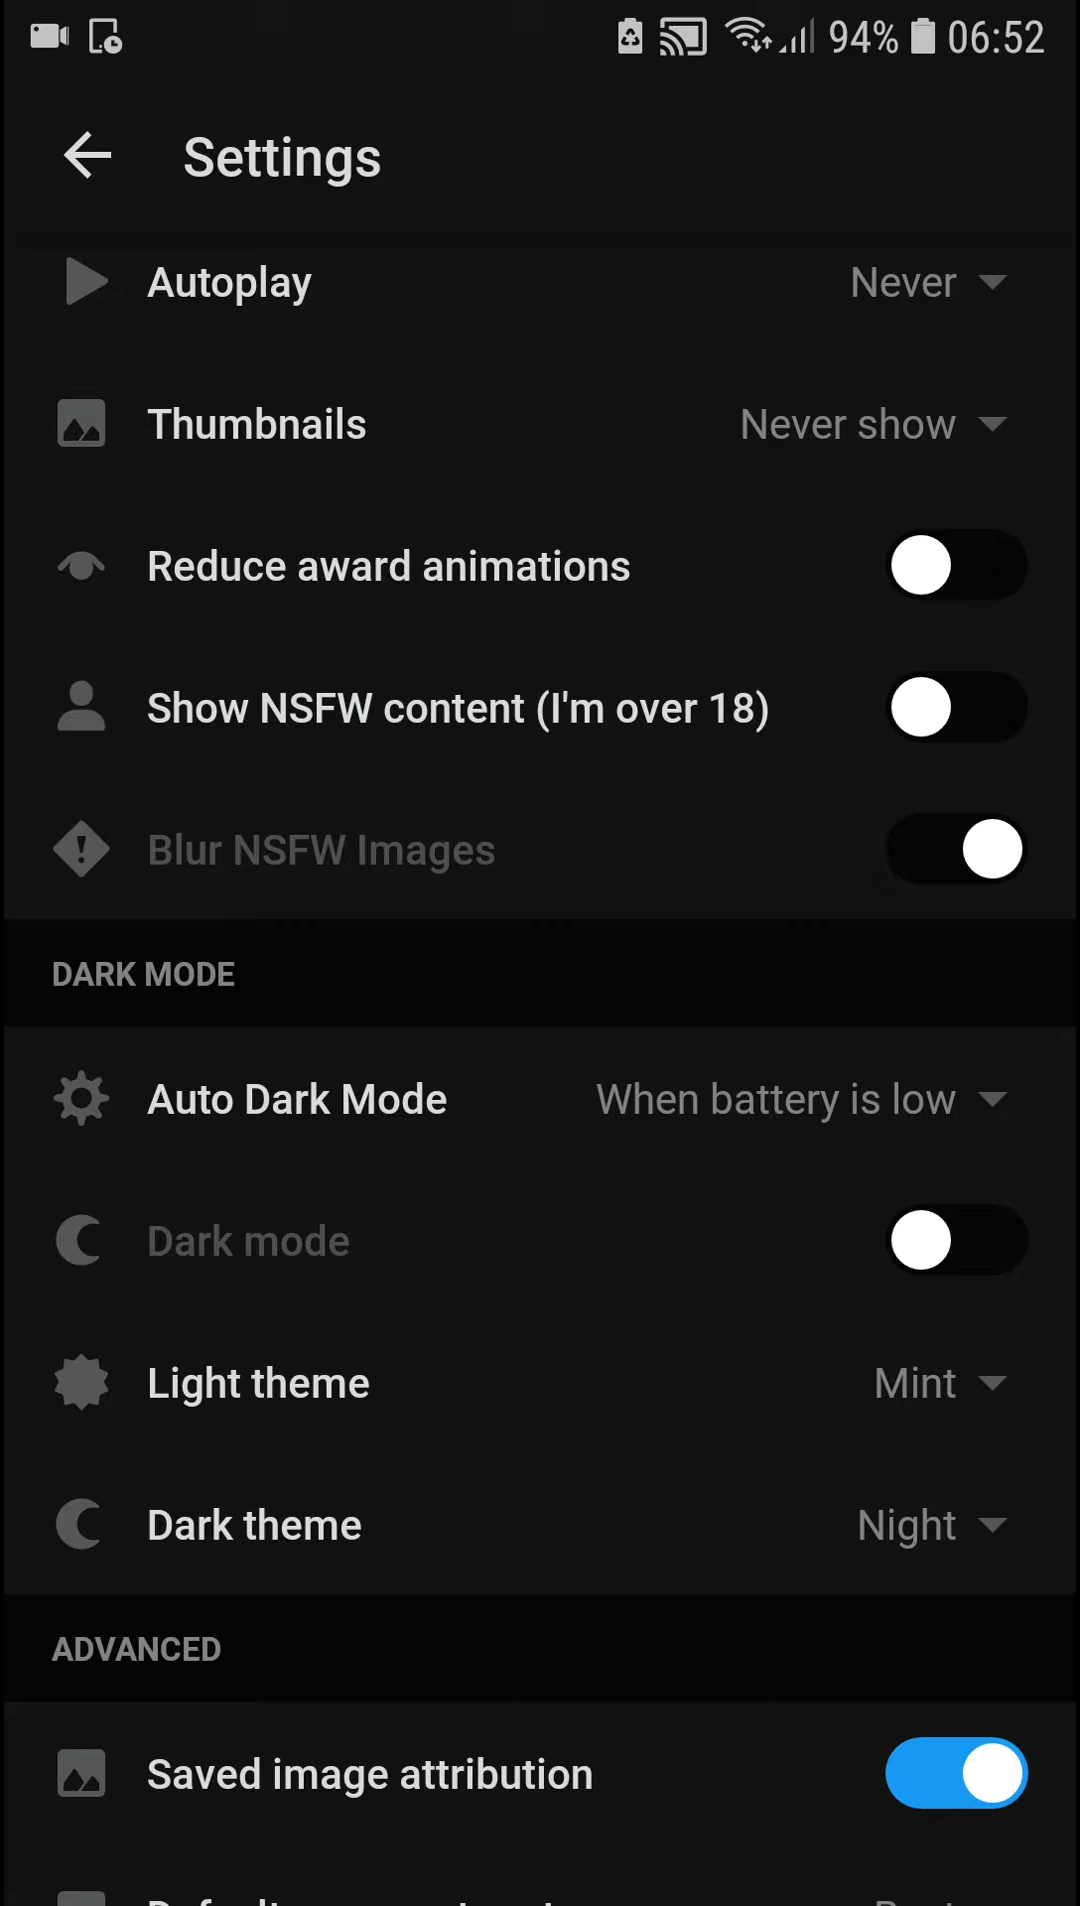 94% 06:52
Settings
Autoplay Never
Thumbnails Never show
Reduce award animations
Show NSFW content (I'm over 18)
Blur NSFW Images
DARK MODE
Auto Dark Mode When battery is low
Dark mode
Light theme Mint
Dark theme Night
ADVANCED
Saved image attribution